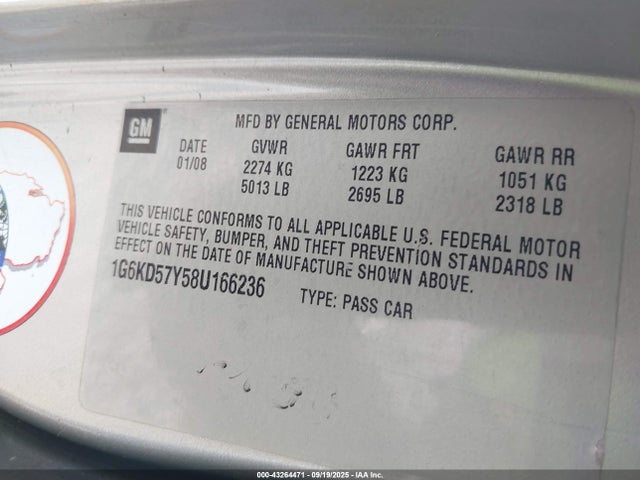 GM
MFD BY GENERAL MOTORS CORP.
DATE GVWR GAWR FRT GAWR RR
01/08 2274 KG 1223 KG 1051 KG
5013 LB 2695 LB 2318 LB
THIS VEHICLE CONFORMS TO ALL APPLICABLE U.S. FEDERAL MOTOR
VEHICLE SAFETY, BUMPER, AND THEFT PREVENTION STANDARDS IN
EFFECT ON THE DATE OF MANUFACTURE SHOWN ABOVE.
1G6KD57Y58U166236 TYPE: PASS CAR
000-43264471 - 09/19/2025 - IAA Inc.